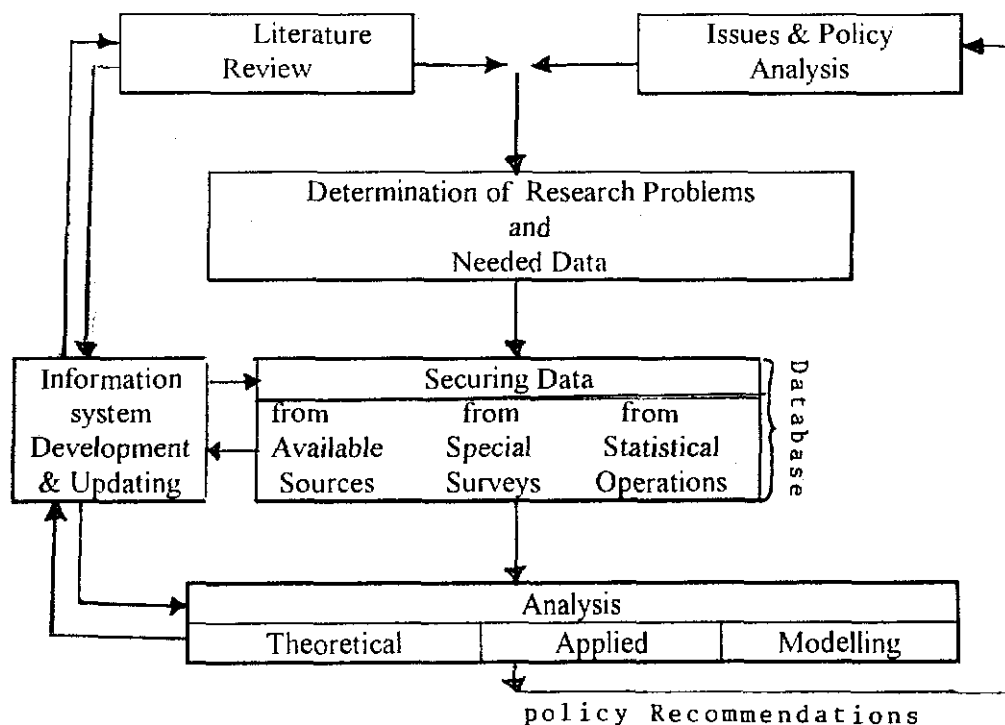 Literature
Review
Issues & Policy
Analysis
Determination of Research Problems
and
Needed Data
Information
system
Development
& Updating
Securing Data
from
Available
Sources
from
Special
Surveys
from
Statistical
Operations
Database
Analysis
Theoretical
Applied
Modelling
policy Recommendations